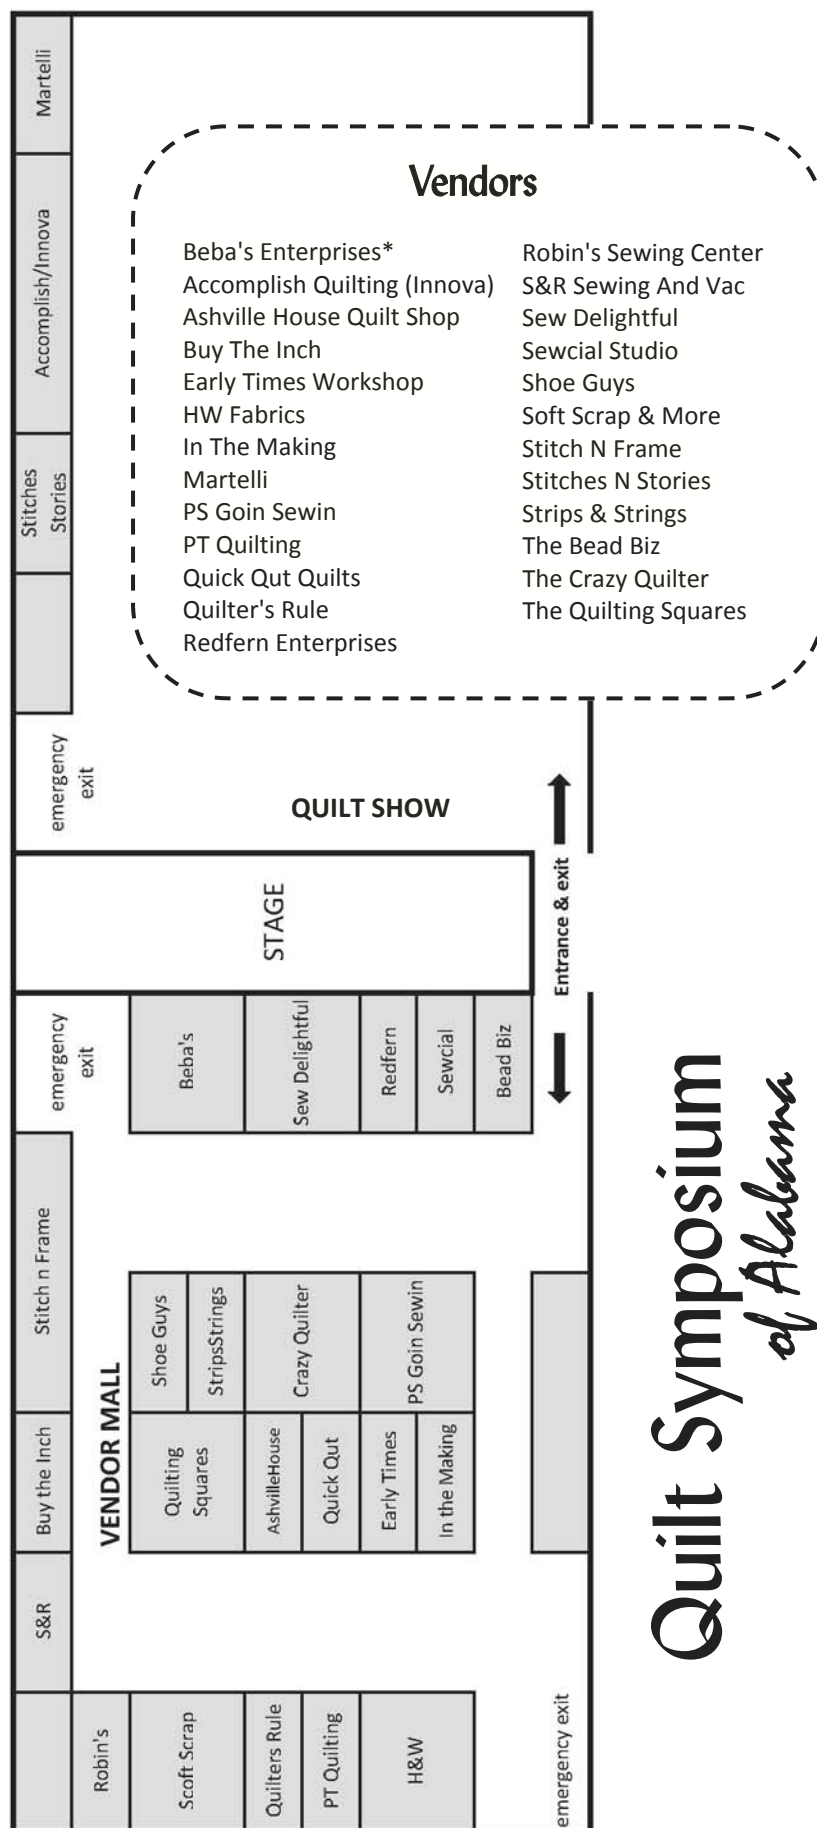 Martelli
Accomplish/Innova
Stitches
Stories
Vendors
Beba's Enterprises*
Accomplish Quilting (Innova)
Ashville House Quilt Shop
Buy The Inch
Early Times Workshop
HW Fabrics
In The Making
Martelli
PS Goin Sewin
PT Quilting
Quick Qut Quilts
Quilter's Rule
Redfern Enterprises
Robin's Sewing Center
S&R Sewing And Vac
Sew Delightful
Sewcial Studio
Shoe Guys
Soft Scrap & More
Stitch N Frame
Stitches N Stories
Strips & Strings
The Bead Biz
The Crazy Quilter
The Quilting Squares
emergency
exit
QUILT SHOW
STAGE
Entrance & exit
emergency
exit
Beba's
Sew Delightful
Redfern
Sewcial
Bead Biz
Stitch n Frame
Shoe Guys
StripsStrings
Crazy Quilter
PS Goin Sewin
VENDOR MALL
Buy the Inch
Quilting
Squares
AshvilleHouse
Quick Qut
Early Times
In the Making
S&R
Robin's
Scoft Scrap
Quilters Rule
PT Quilting
H&W
emergency exit
Quilt Symposium
of Alabama